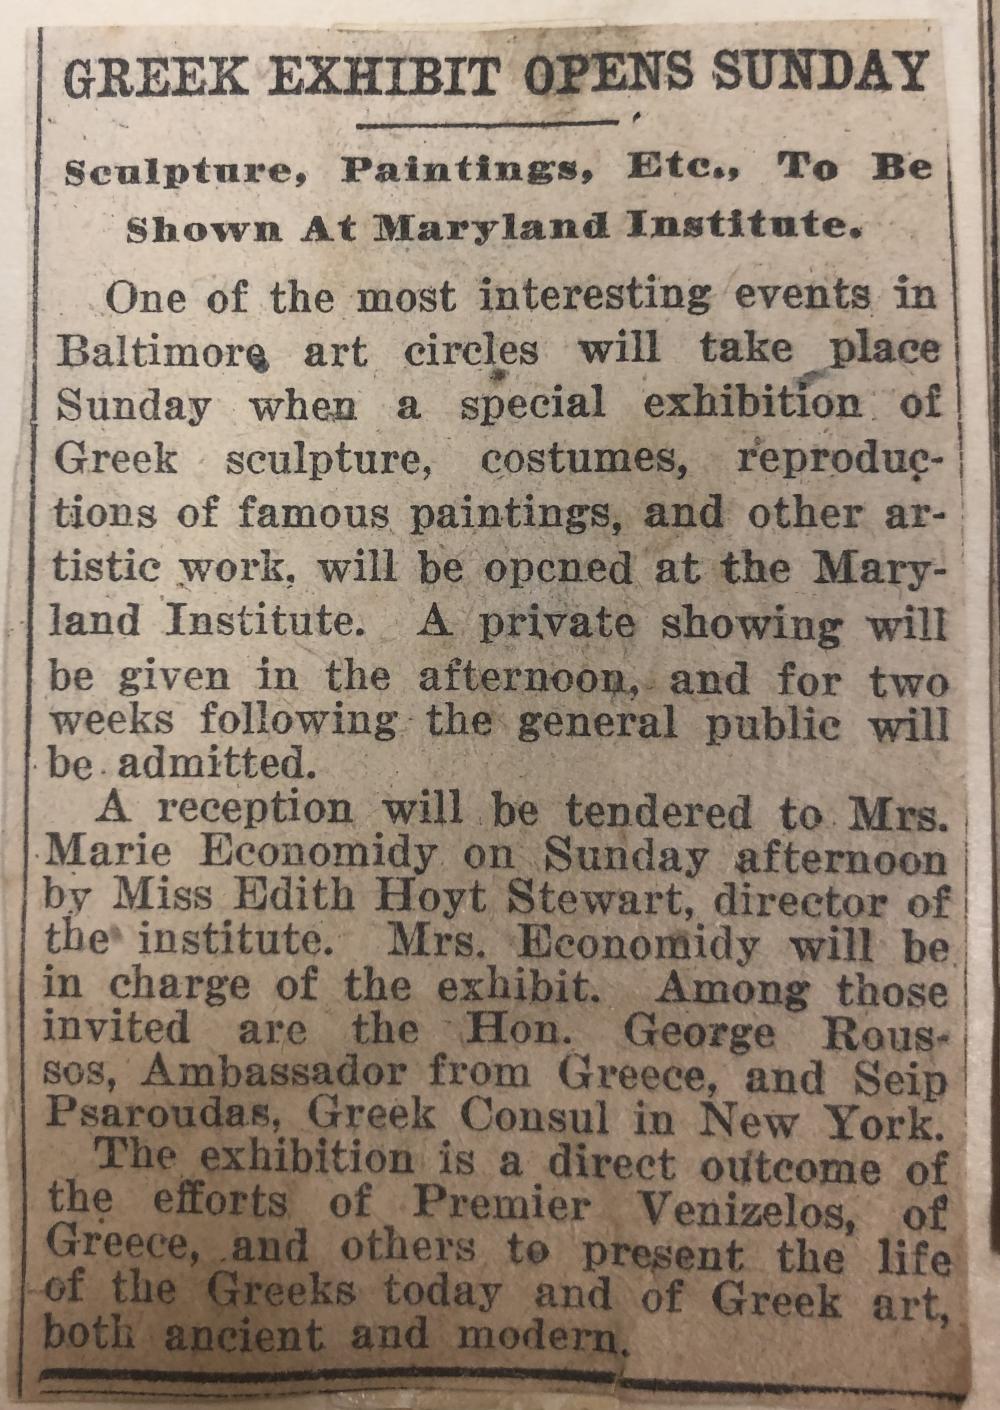 GREEK EXHIBIT OPENS SUNDAY
Sculpture, Paintings, Etc., To Be
Shown At Maryland Institute.
One of the most interesting events in
Baltimore art circles will take place
Sunday when a special exhibition of
Greek sculpture, costumes, reproduc-
tions of famous paintings, and other ar-
tistic work, will be opened at the Mary-
land Institute. A private showing will
be given in the afternoon, and for two
weeks following the general public will
be admitted.
A reception will be tendered to Mrs.
Marie Economidy on Sunday afternoon
by Miss Edith Hoyt Stewart, director of
the institute. Mrs. Economidy will be
in charge of the exhibit. Among those
invited are the Hon. George Rous-
sos, Ambassador from Greece, and Seip
Psaroudas, Greek Consul in New York.
The exhibition is a direct outcome of
the efforts of Premier Venizelos, of
Greece, and others to present the life
of the Greeks today and of Greek art,
both ancient and modern.